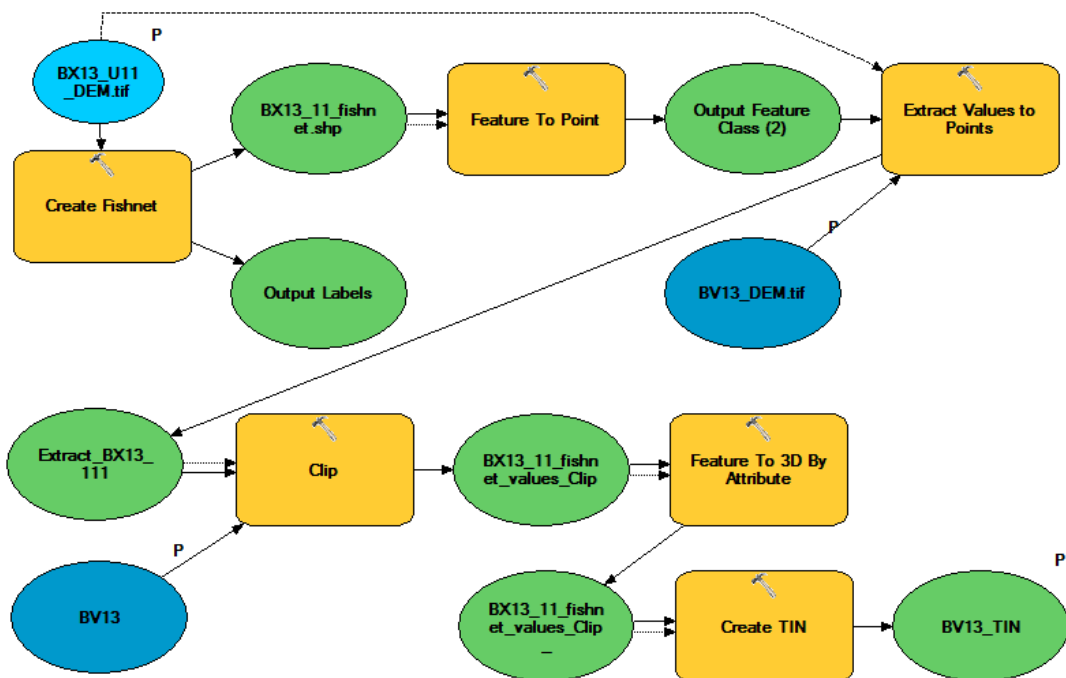 P
BX13_U11
_DEM.tif
BX13_11_fishn
et.shp
Feature To Point
Output Feature
Class (2)
Extract Values to
Points
Create Fishnet
Output Labels
P
BV13_DEM.tif
Extract_BX13_
111
Clip
BX13_11_fishn
et_values_Clip
Feature To 3D By
Attribute
P
BV13
BX13_11_fishn
et_values_Clip
_
Create TIN
P
BV13_TIN